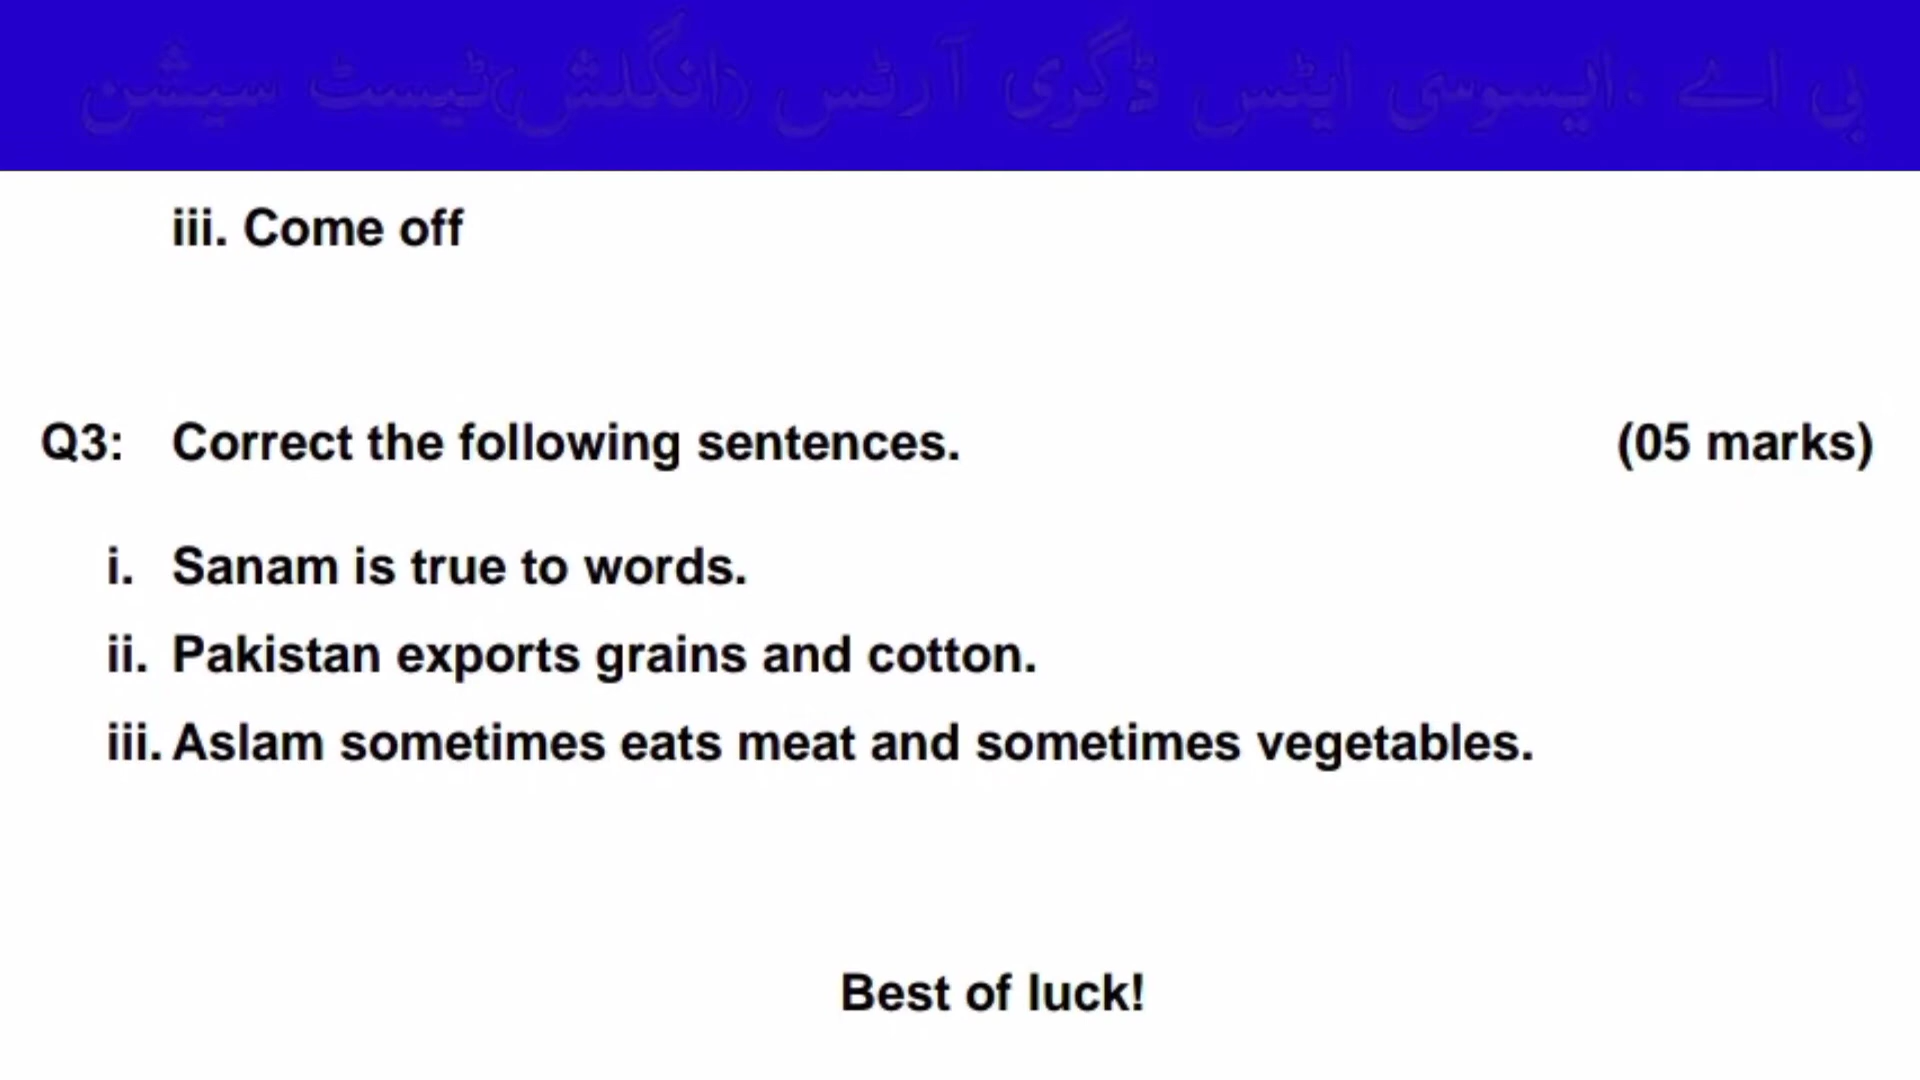 بی اے ،ایسوسی ایٹس ڈگری آرٹس (انگلش)ٹیسٹ سیشن
iii. Come off
Q3: Correct the following sentences. (05 marks)
i. Sanam is true to words.
ii. Pakistan exports grains and cotton.
iii. Aslam sometimes eats meat and sometimes vegetables.
Best of luck!